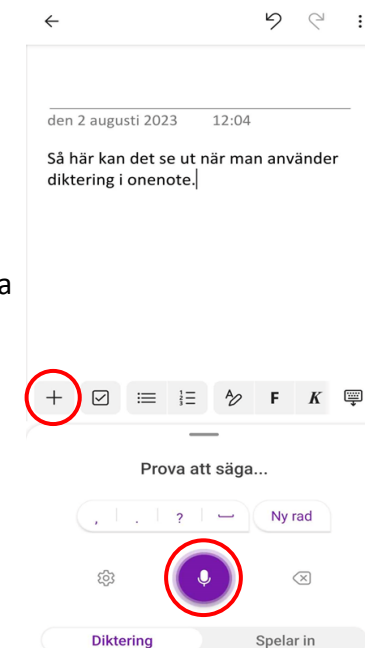 den 2 augusti 2023 12:04
Så här kan det se ut när man använder
diktering i onenote.
a
F K
Prova att säga...
, . ? Ny rad
Diktering Spelar in